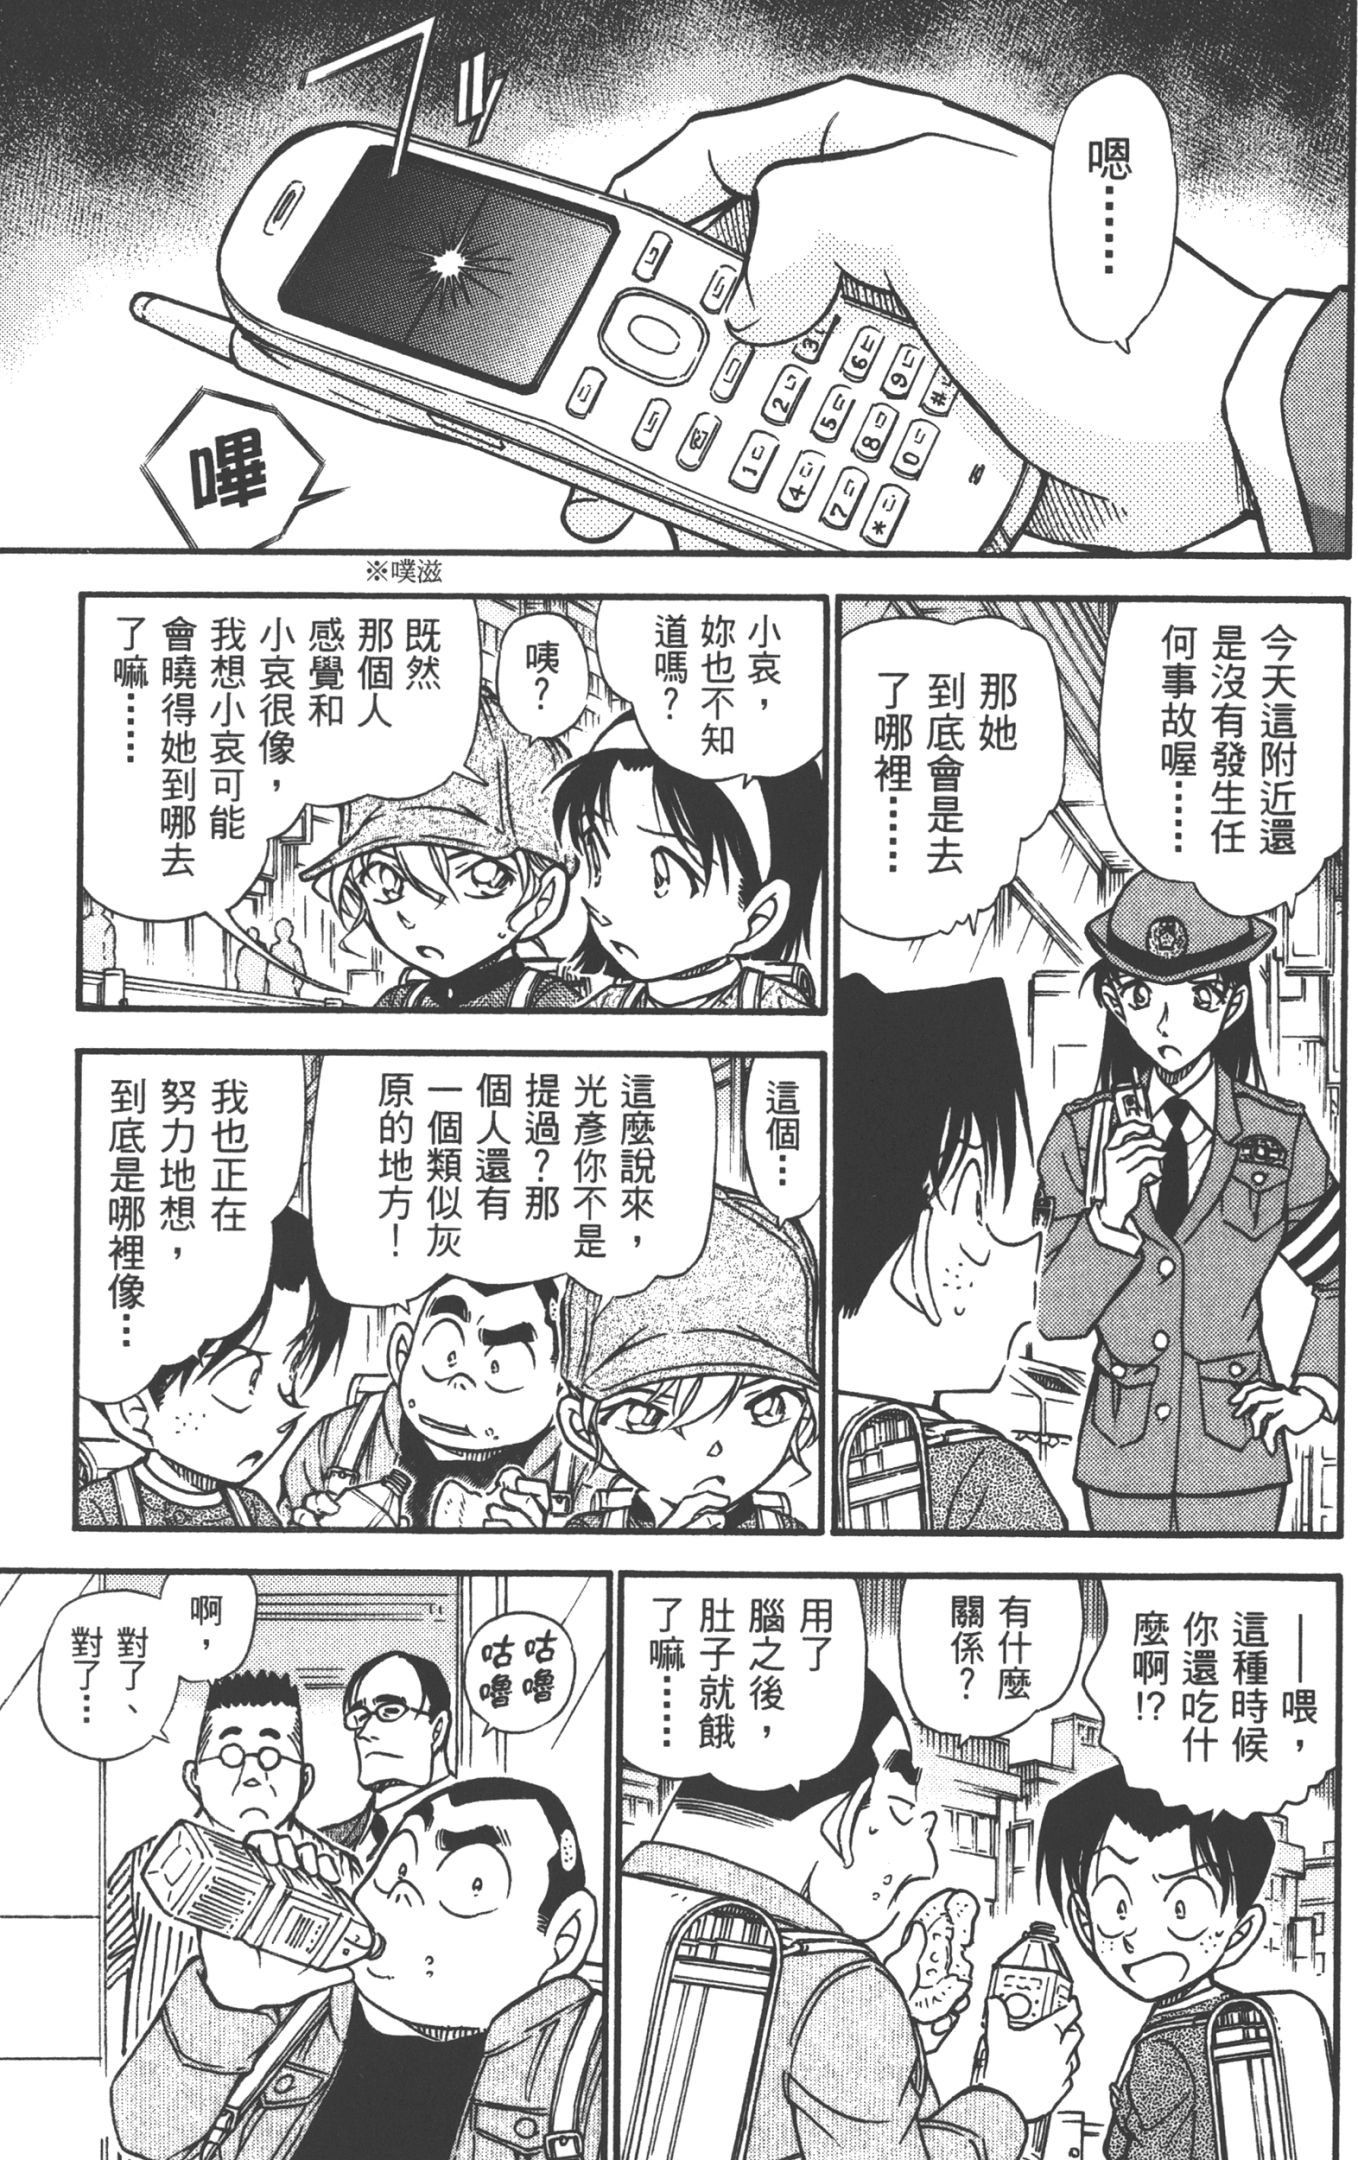 嗯……
嗶
※噗滋
今天這附近還
是沒有發生任
何事故喔……
那她
到底會是去
了哪裡……
小哀，
妳也不知
道嗎？
咦？
既然
那個人
感覺和
小哀很像，
我想小哀可能
會曉得她到哪去
了嘛……
這個…
這麼說來，
光彥你不是
提過？那
個人還有
一個類似灰
原的地方！
我也正在
努力地想，
到底是哪裡像…
——喂，
這種時候
你還吃什
麼啊!?
有什麼
關係？
用了
腦之後，
肚子就餓
了嘛……
咕嚕
咕嚕
啊，
對了、
對了…